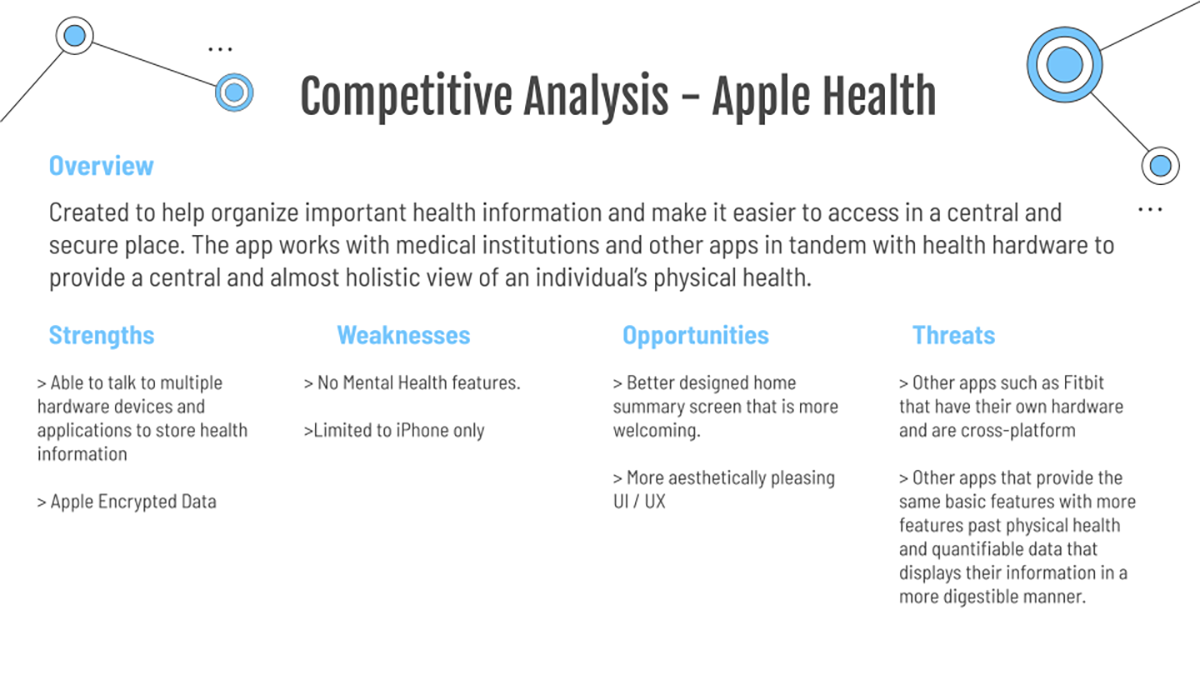 Competitive Analysis – Apple Health
Overview
Created to help organize important health information and make it easier to access in a central and
secure place. The app works with medical institutions and other apps in tandem with health hardware to
provide a central and almost holistic view of an individual’s physical health.
Strengths
> Able to talk to multiple
hardware devices and
applications to store health
information
> Apple Encrypted Data
Weaknesses
> No Mental Health features.
>Limited to iPhone only
Opportunities
> Better designed home
summary screen that is more
welcoming.
> More aesthetically pleasing
UI / UX
Threats
> Other apps such as Fitbit
that have their own hardware
and are cross-platform
> Other apps that provide the
same basic features with more
features past physical health
and quantifiable data that
displays their information in a
more digestible manner.